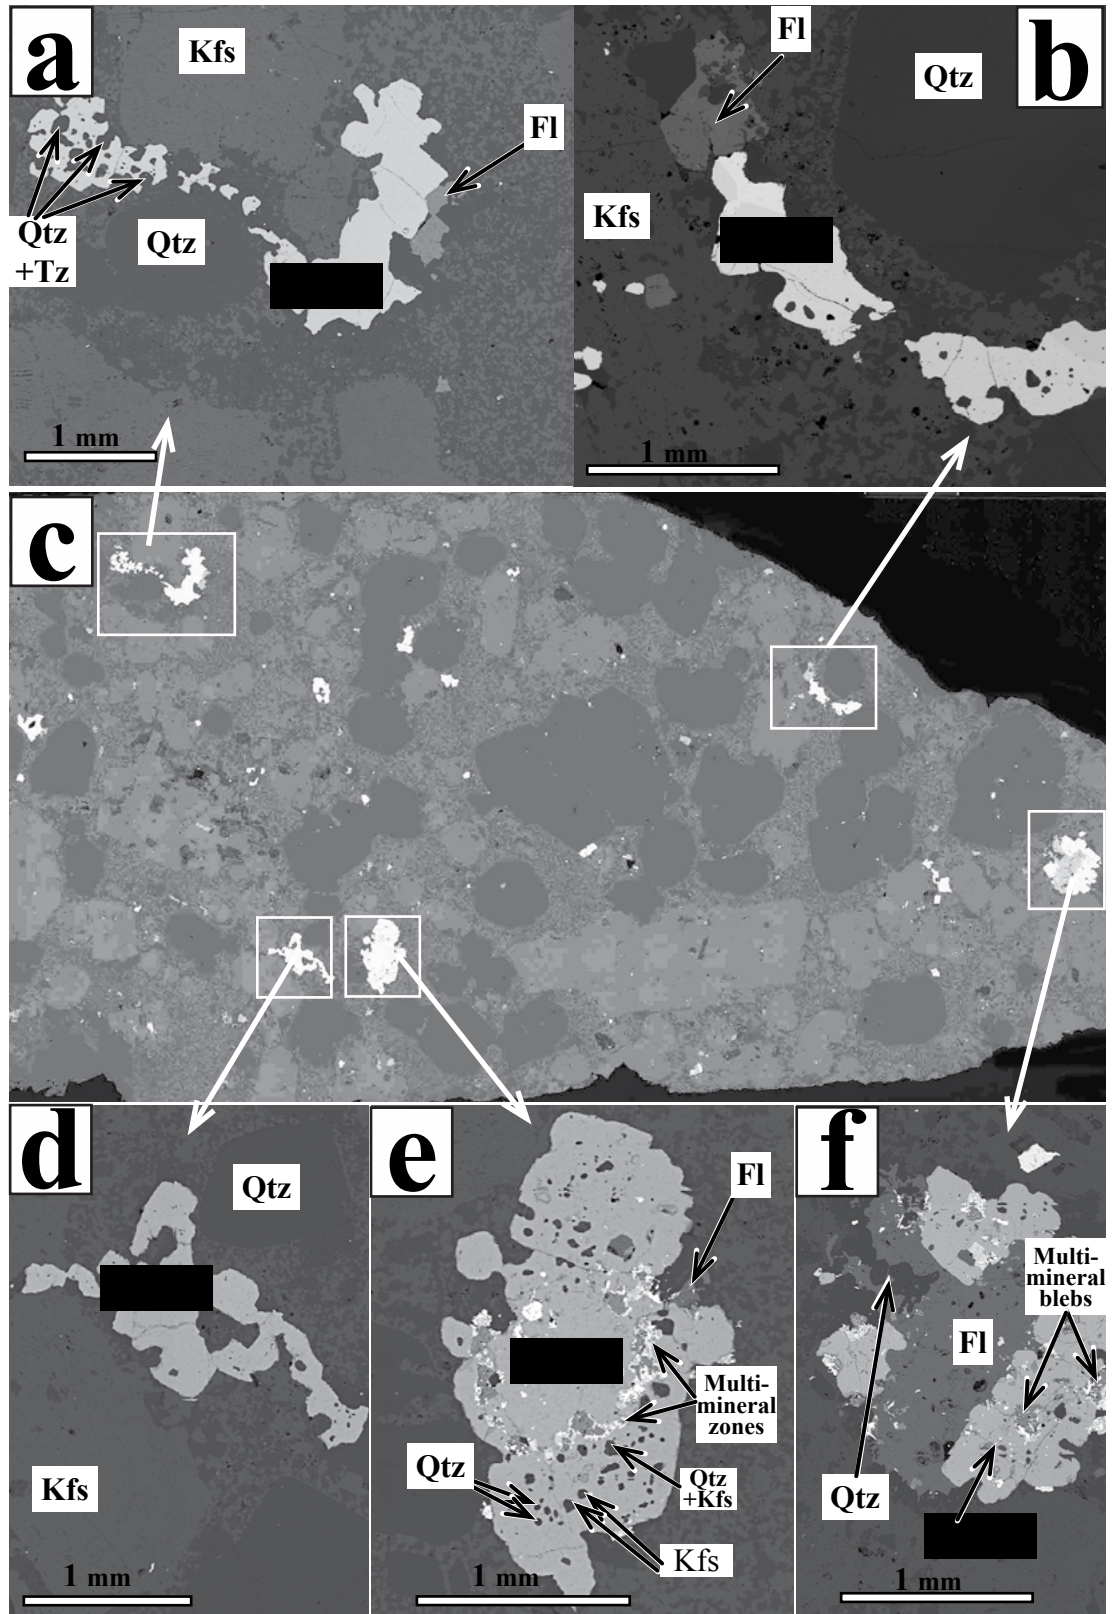 a
Kfs
Fl
Qtz
+Tz
Qtz
1 mm
b
Fl
Qtz
Kfs
1 mm
c
d
Qtz
Kfs
1 mm
e
Fl
Multi-
mineral
zones
Qtz
Qtz
+Kfs
Kfs
1 mm
f
Multi-
mineral
blebs
Fl
Qtz
1 mm